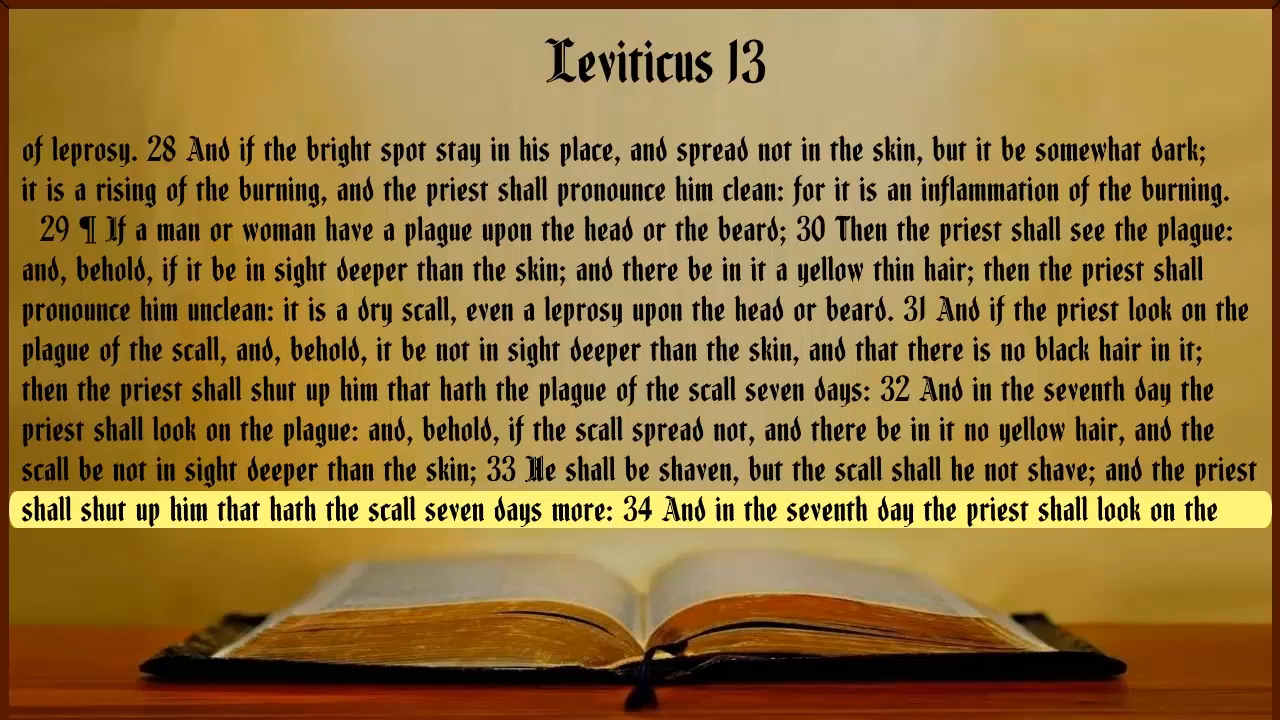 Leviticus 13
of leprosy. 28 And if the bright spot stay in his place, and spread not in the skin, but it be somewhat dark;
it is a rising of the burning, and the priest shall pronounce him clean: for it is an inflammation of the burning.
29 ¶ If a man or woman have a plague upon the head or the beard; 30 Then the priest shall see the plague:
and, behold, if it be in sight deeper than the skin; and there be in it a yellow thin hair; then the priest shall
pronounce him unclean: it is a dry scall, even a leprosy upon the head or beard. 31 And if the priest look on the
plague of the scall, and, behold, it be not in sight deeper than the skin, and that there is no black hair in it;
then the priest shall shut up him that hath the plague of the scall seven days: 32 And in the seventh day the
priest shall look on the plague: and, behold, if the scall spread not, and there be in it no yellow hair, and the
scall be not in sight deeper than the skin; 33 He shall be shaven, but the scall shall he not shave; and the priest
shall shut up him that hath the scall seven days more: 34 And in the seventh day the priest shall look on the